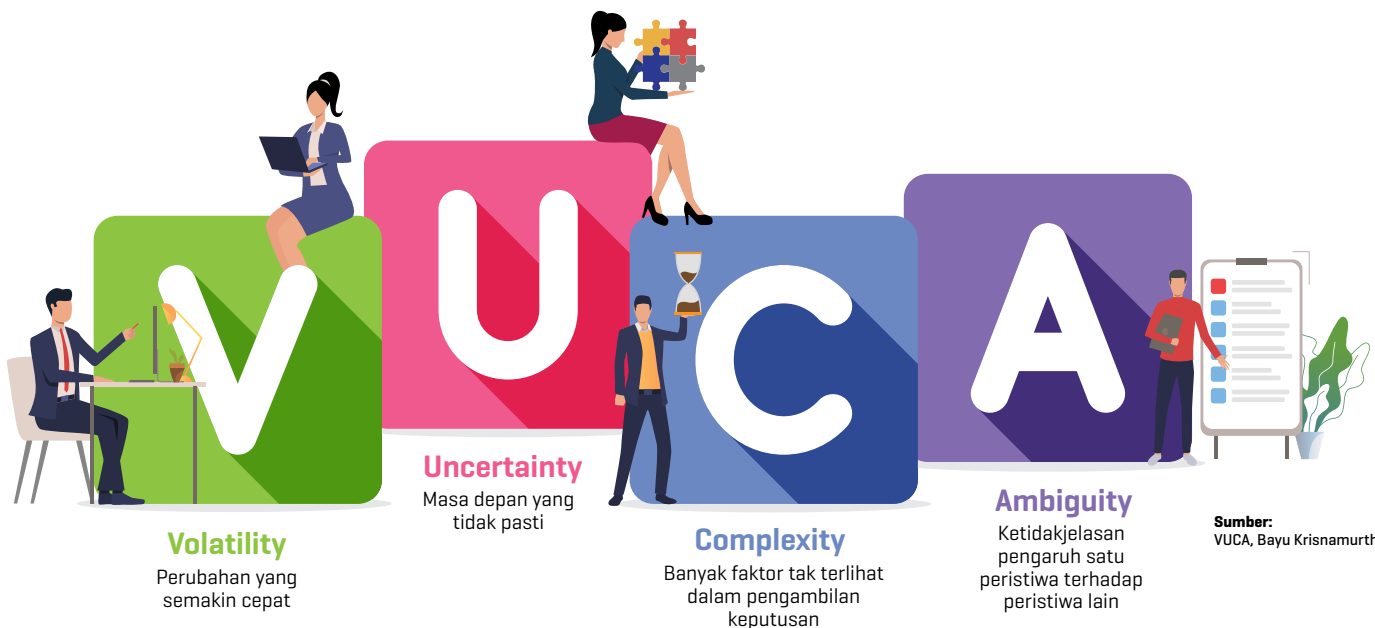 V
U
C
A
Volatility
Perubahan yang
semakin cepat
Uncertainty
Masa depan yang
tidak pasti
Complexity
Banyak faktor tak terlihat
dalam pengambilan
keputusan
Ambiguity
Ketidakjelasan
pengaruh satu
peristiwa terhadap
peristiwa lain
Sumber:
VUCA, Bayu Krisnamurth